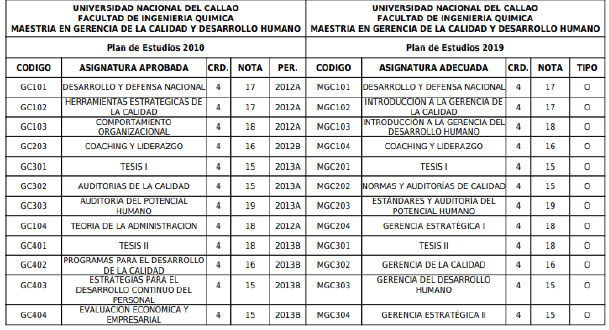 UNIVERSIDAD NACIONAL DEL CALLAO UNIVERSIDAD NACIONAL DEL CALLAO
FACULTAD DE INGENIERIA QUIMICA FACULTAD DE INGENIERIA QUIMICA
MAESTRIA EN GERENCIA DE LA CALIDAD Y DESARROLLO HUMANO MAESTRIA EN GERENCIA DE LA CALIDAD Y DESARROLLO HUMANO
Plan de Estudios 2010 Plan de Estudios 2019
CODIGO ASIGNATURA APROBADA CRD. NOTA PER. CODIGO ASIGNATURA ADECUADA CRD. NOTA TIPO
GC101 DESARROLLO Y DEFENSA NACIONAL 4 17 2012A MGC101 DESARROLLO Y DEFENSA NACIONAL 4 17 O
GC102 HERRAMIENTAS ESTRATEGICAS DE LA CALIDAD 4 17 2012A MGC102 INTRODUCCIÓN A LA GERENCIA DE LA CALIDAD 4 17 O
GC103 COMPORTAMIENTO ORGANIZACIONAL 4 18 2012A MGC103 INTRODUCCIÓN A LA GERENCIA DEL DESARROLLO HUMANO 4 18 O
GC203 COACHING Y LIDERAZGO 4 16 2012B MGC104 COACHING Y LIDERAZGO 4 16 O
GC301 TESIS I 4 15 2013A MGC201 TESIS I 4 15 O
GC302 AUDITORIAS DE LA CALIDAD 4 15 2013A MGC202 NORMAS Y AUDITORÍAS DE CALIDAD 4 15 O
GC303 AUDITORIA DEL POTENCIAL HUMANO 4 19 2013A MGC203 ESTÁNDARES Y AUDITORÍA DEL POTENCIAL HUMANO 4 19 O
GC104 TEORIA DE LA ADMINISTRACION 4 18 2012A MGC204 GERENCIA ESTRATÉGICA I 4 18 O
GC401 TESIS II 4 18 2013B MGC301 TESIS II 4 18 O
GC402 PROGRAMAS PARA EL DESARROLLO DE LA CALIDAD 4 16 2013B MGC302 GERENCIA DE LA CALIDAD 4 16 O
GC403 ESTRATEGIAS PARA EL DESARROLLO CONTINUO DEL PERSONAL 4 15 2013B MGC303 GERENCIA DEL DESARROLLO HUMANO 4 15 O
GC404 EVALUACION ECONOMICA Y EMPRESARIAL 4 15 2013B MGC304 GERENCIA ESTRATÉGICA II 4 15 O